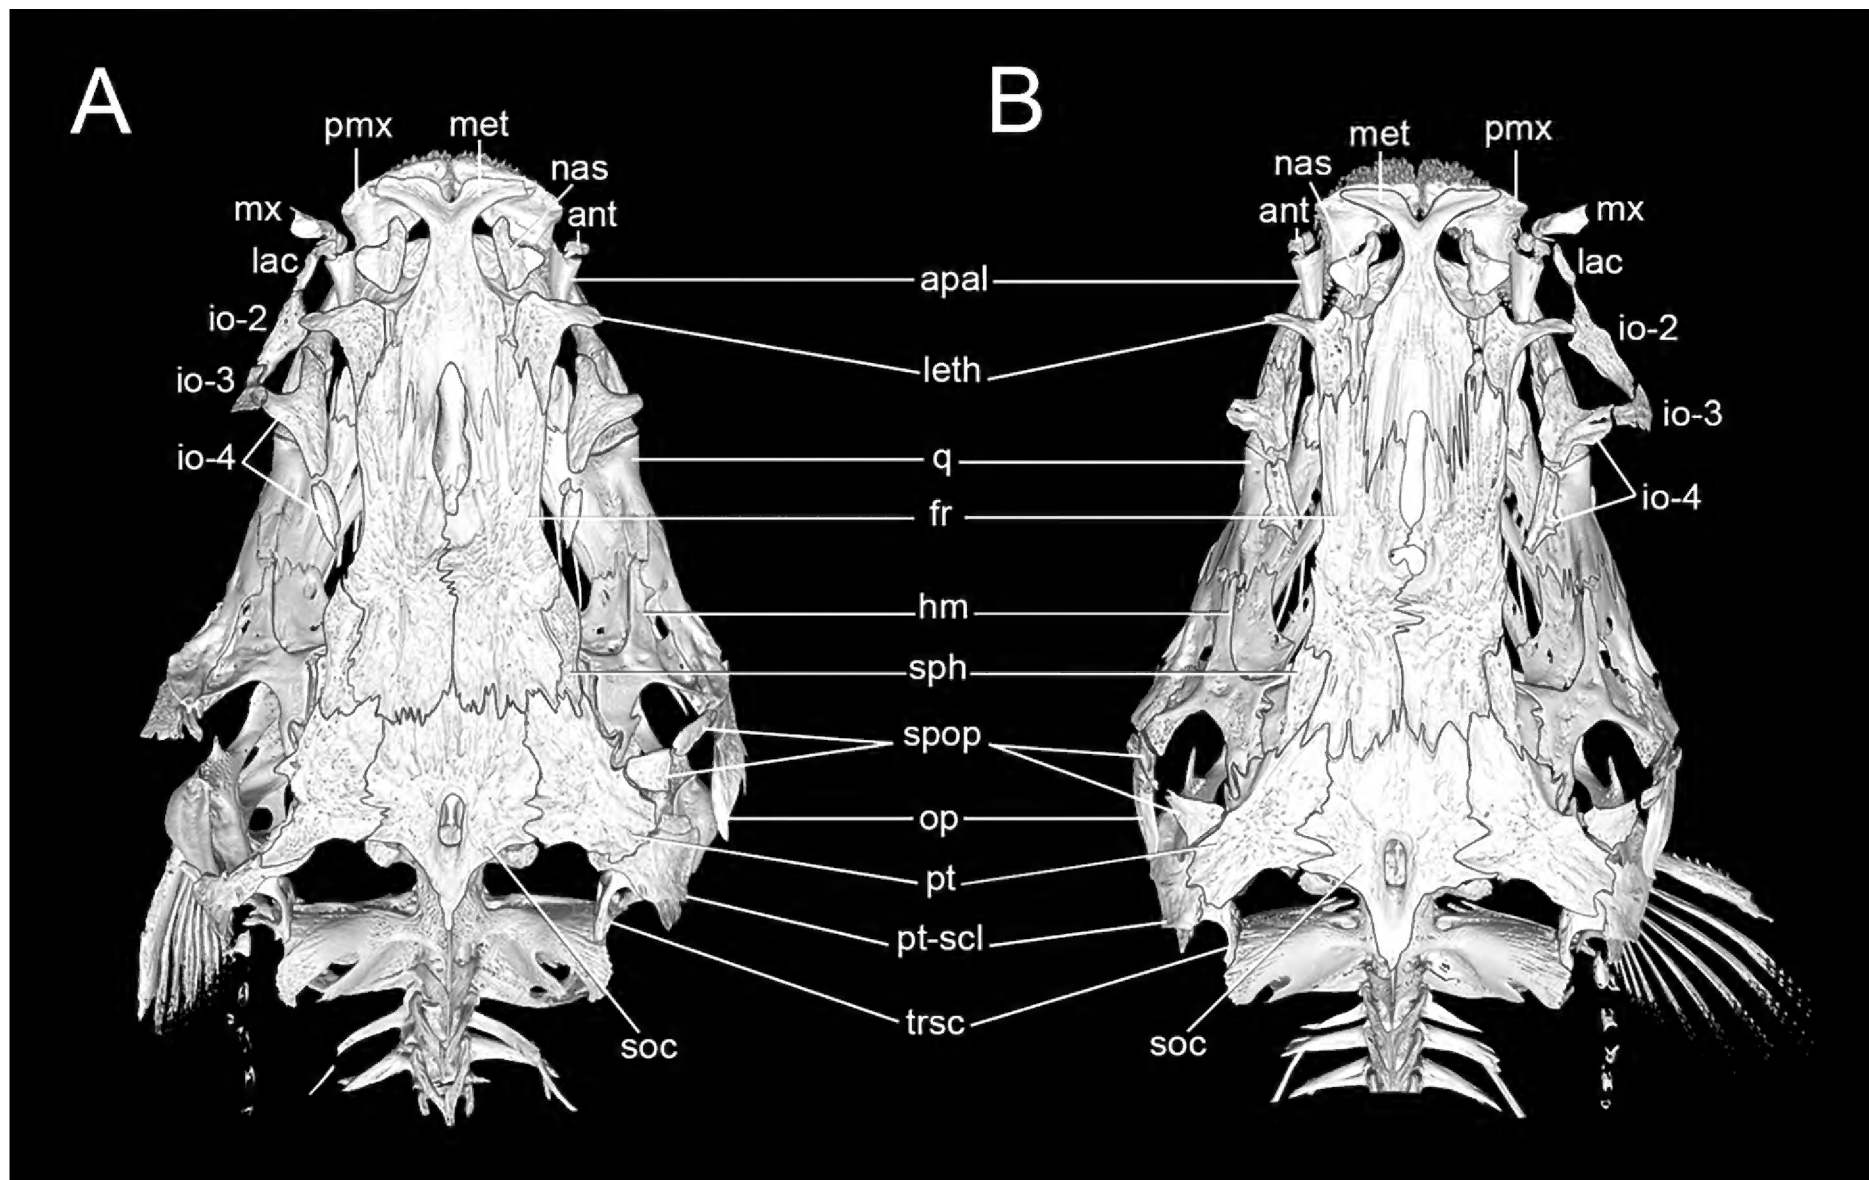 A
B
pmx
met
nas
mx
ant
lac
io-2
io-3
io-4
met
pmx
nas
ant
mx
lac
io-2
io-3
io-4
apal
leth
q
fr
hm
sph
spop
op
pt
pt-scl
trsc
soc
soc